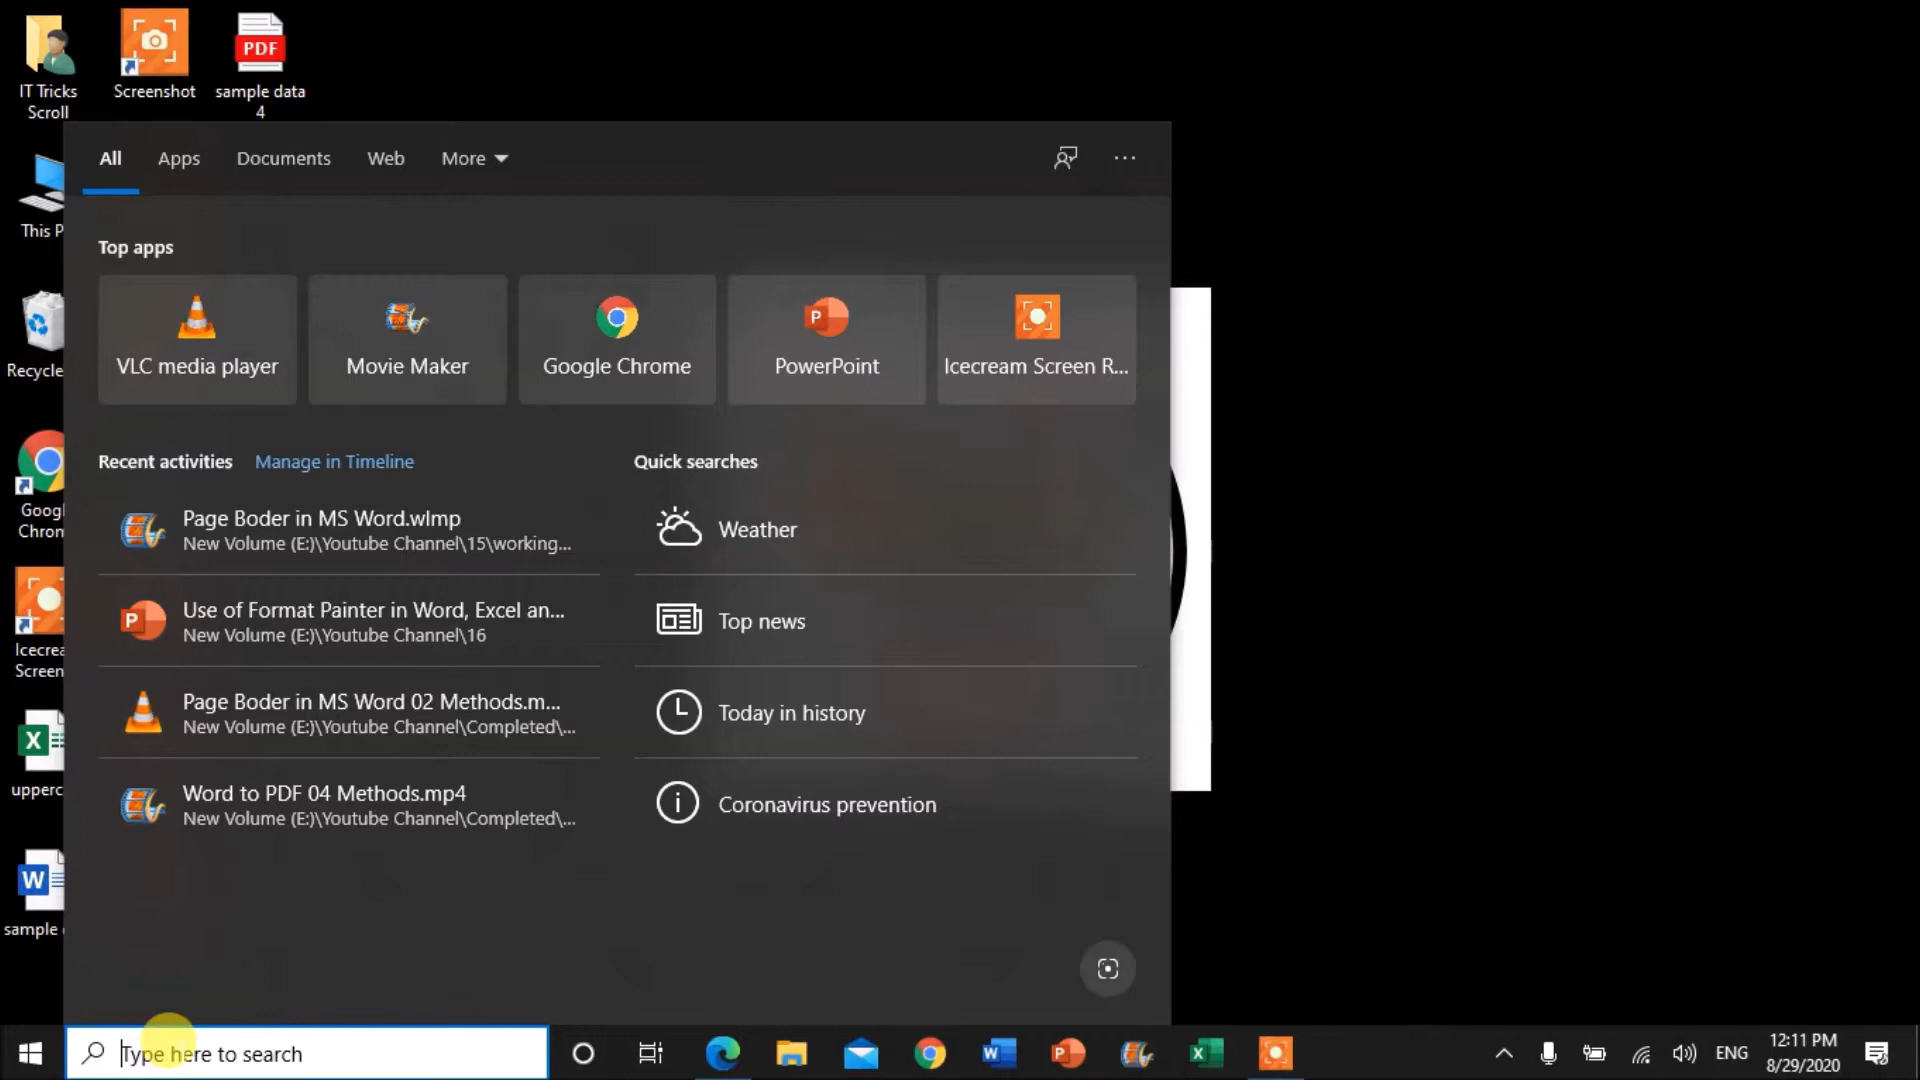 IT Tricks
Scroll
Screenshot
sample data
4
PDF
This P
Recycle
Goog
Chrom
Icecrea
Screen
upperc
sample
All
Apps
Documents
Web
More
Top apps
VLC media player
Movie Maker
Google Chrome
PowerPoint
Icecream Screen R...
Recent activities
Manage in Timeline
Page Boder in MS Word.wlmp
New Volume (E:)\Youtube Channel\15\working...
Use of Format Painter in Word, Excel an...
New Volume (E:)\Youtube Channel\16
Page Boder in MS Word 02 Methods.m...
New Volume (E:)\Youtube Channel\Completed\...
Word to PDF 04 Methods.mp4
New Volume (E:)\Youtube Channel\Completed\...
Quick searches
Weather
Top news
Today in history
Coronavirus prevention
Type here to search
ENG
12:11 PM
8/29/2020